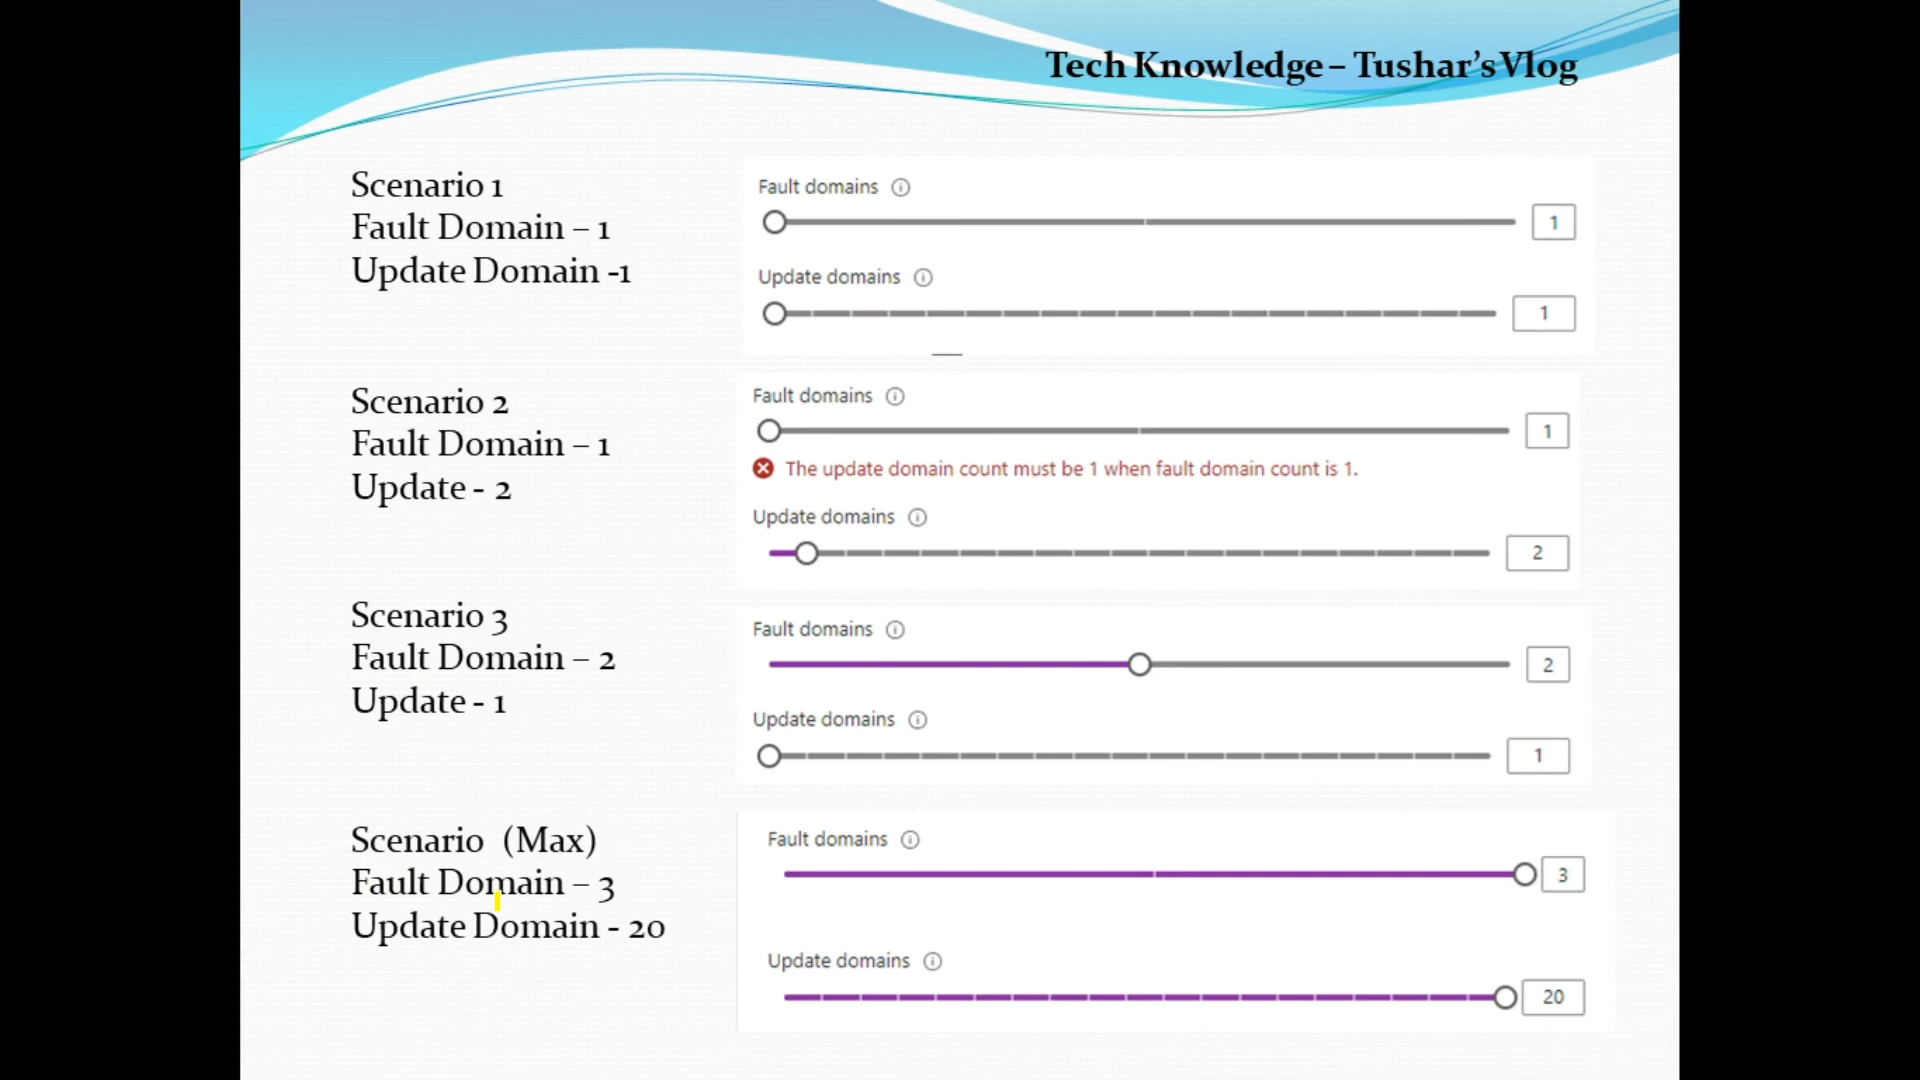 Tech Knowledge – Tushar's Vlog
Scenario 1
Fault Domain – 1
Update Domain -1
Fault domains
1
Update domains
1
Scenario 2
Fault Domain – 1
Update - 2
Fault domains
1
The update domain count must be 1 when fault domain count is 1.
Update domains
2
Scenario 3
Fault Domain – 2
Update - 1
Fault domains
2
Update domains
1
Scenario (Max)
Fault Domain – 3
Update Domain - 20
Fault domains
3
Update domains
20